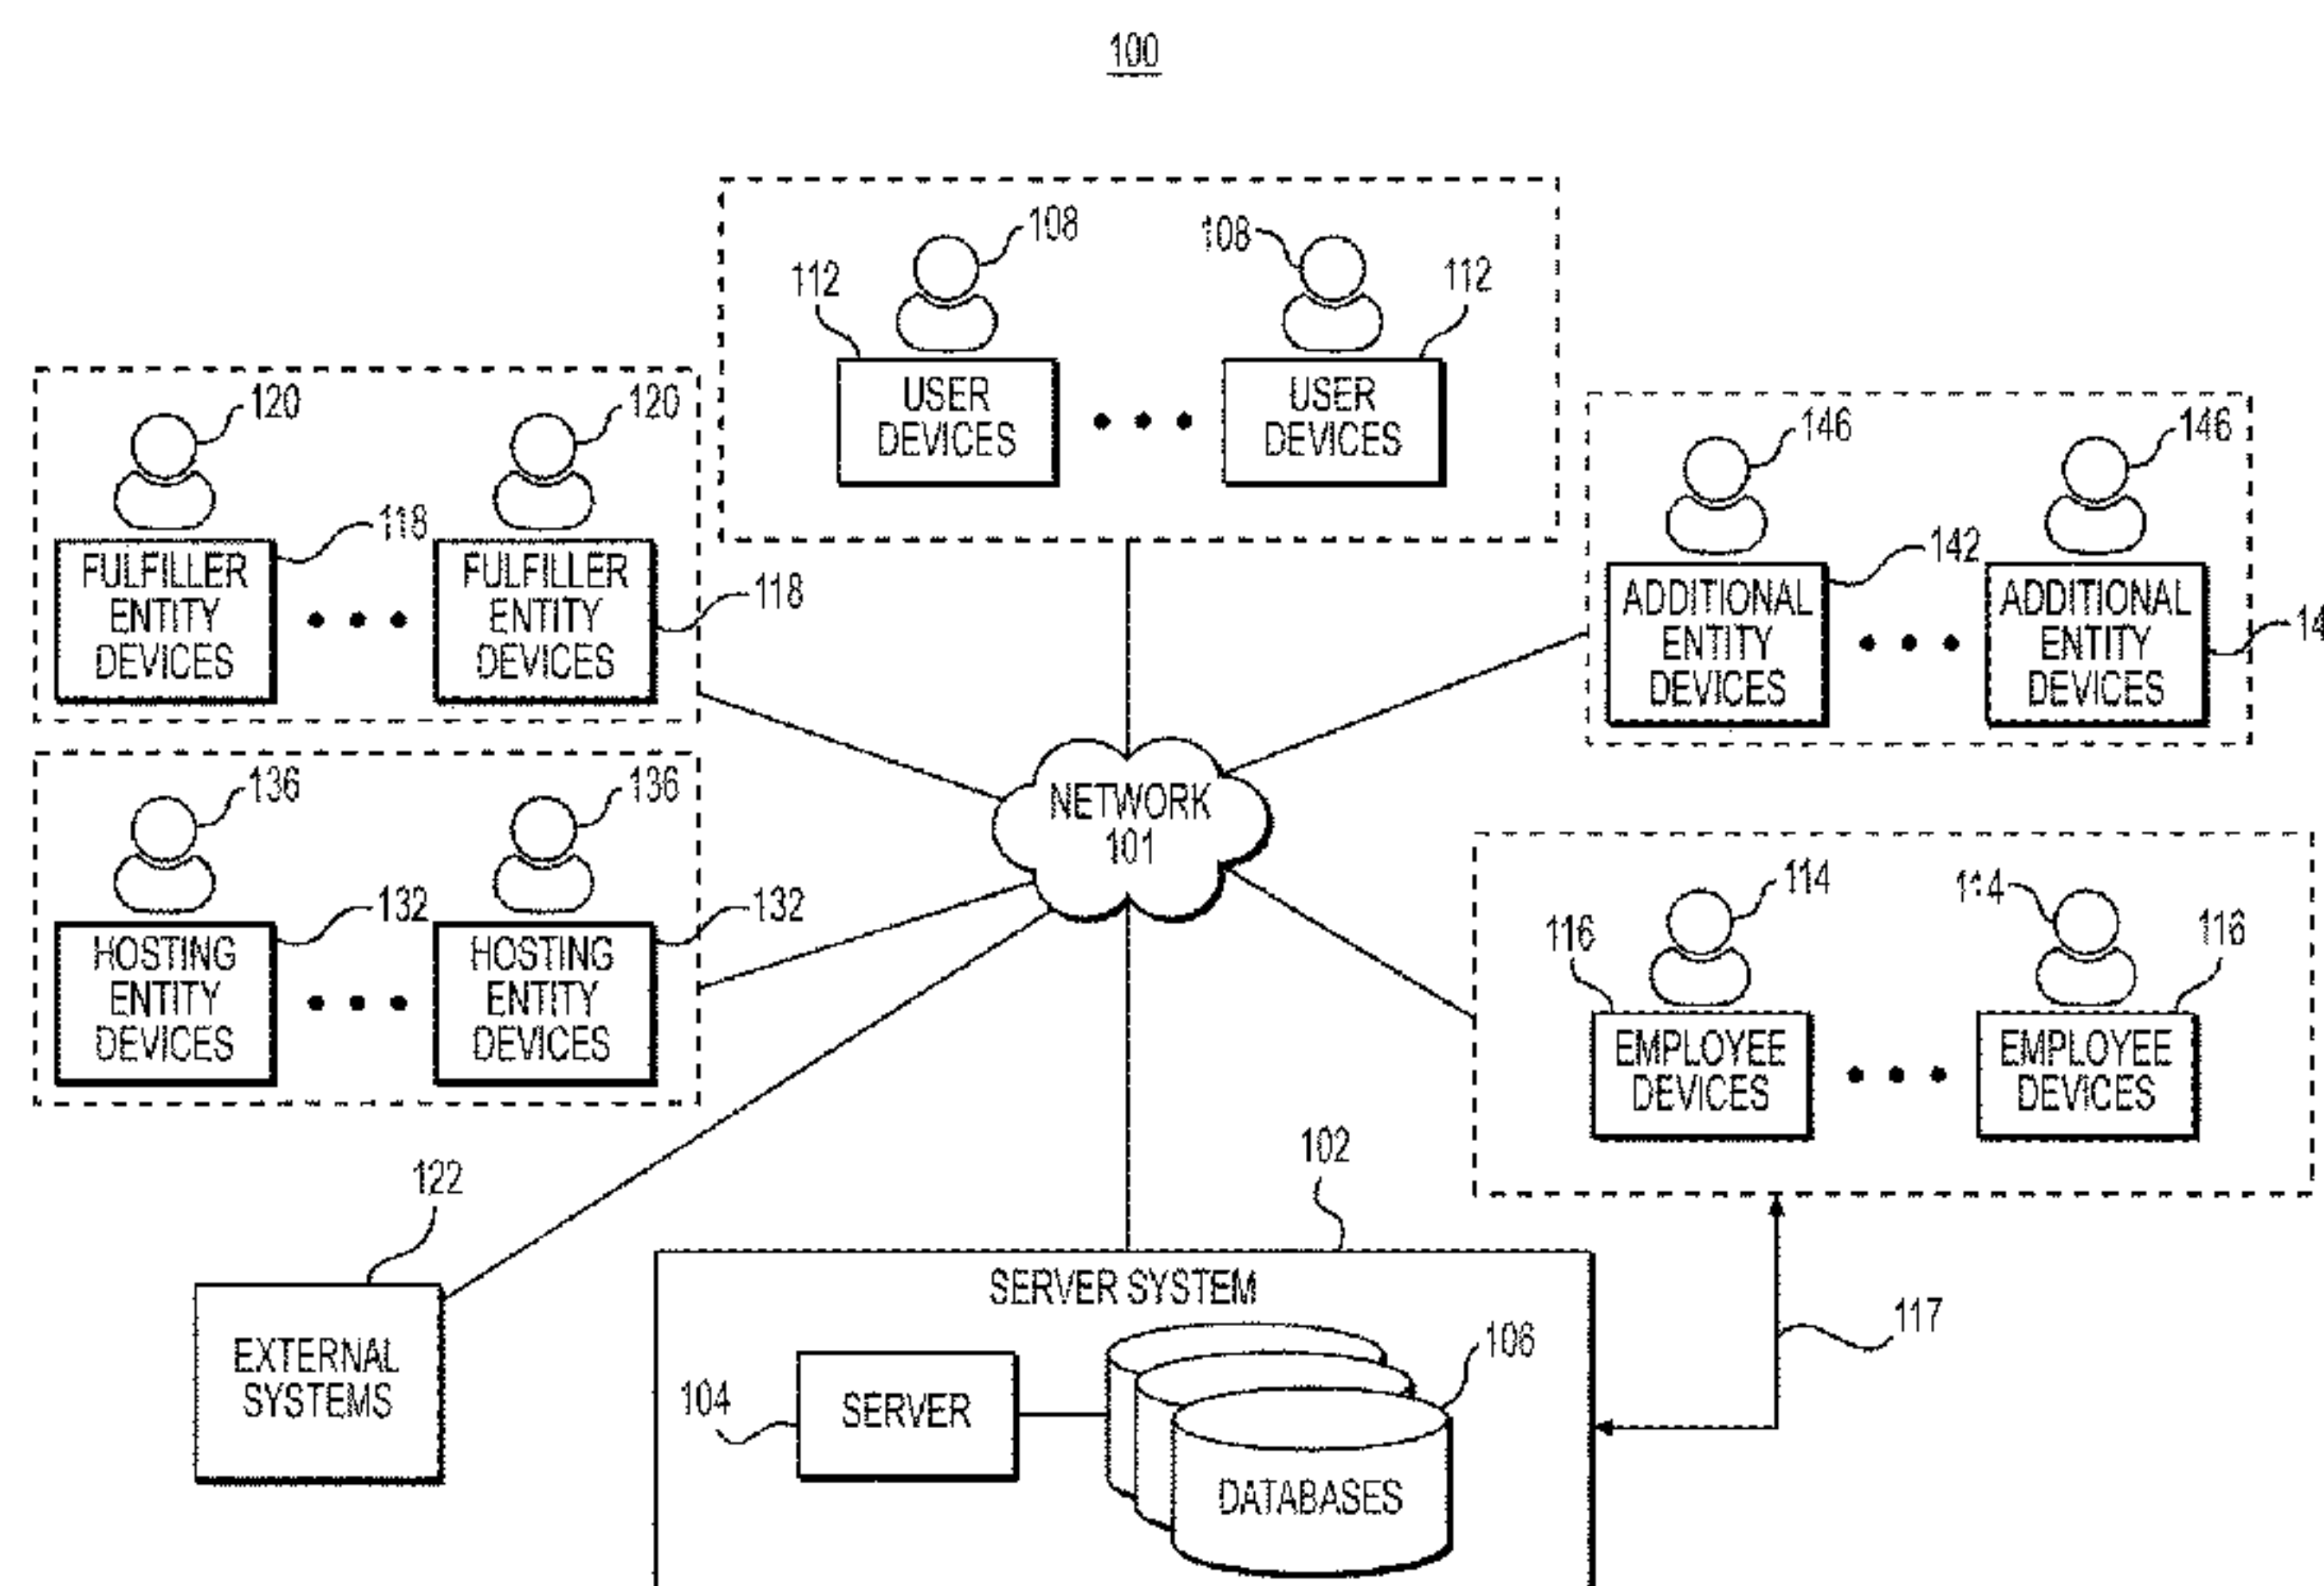 100
108
108
112
112
USER
DEVICES
USER
DEVICES
120
120
118
FULFILLER
ENTITY
DEVICES
FULFILLER
ENTITY
DEVICES
118
146
146
142
ADDITIONAL
ENTITY
DEVICES
ADDITIONAL
ENTITY
DEVICES
14
NETWORK
101
136
136
132
132
HOSTING
ENTITY
DEVICES
HOSTING
ENTITY
DEVICES
114
114
116
116
EMPLOYEE
DEVICES
EMPLOYEE
DEVICES
122
EXTERNAL
SYSTEMS
102
SERVER SYSTEM
104
SERVER
106
DATABASES
117